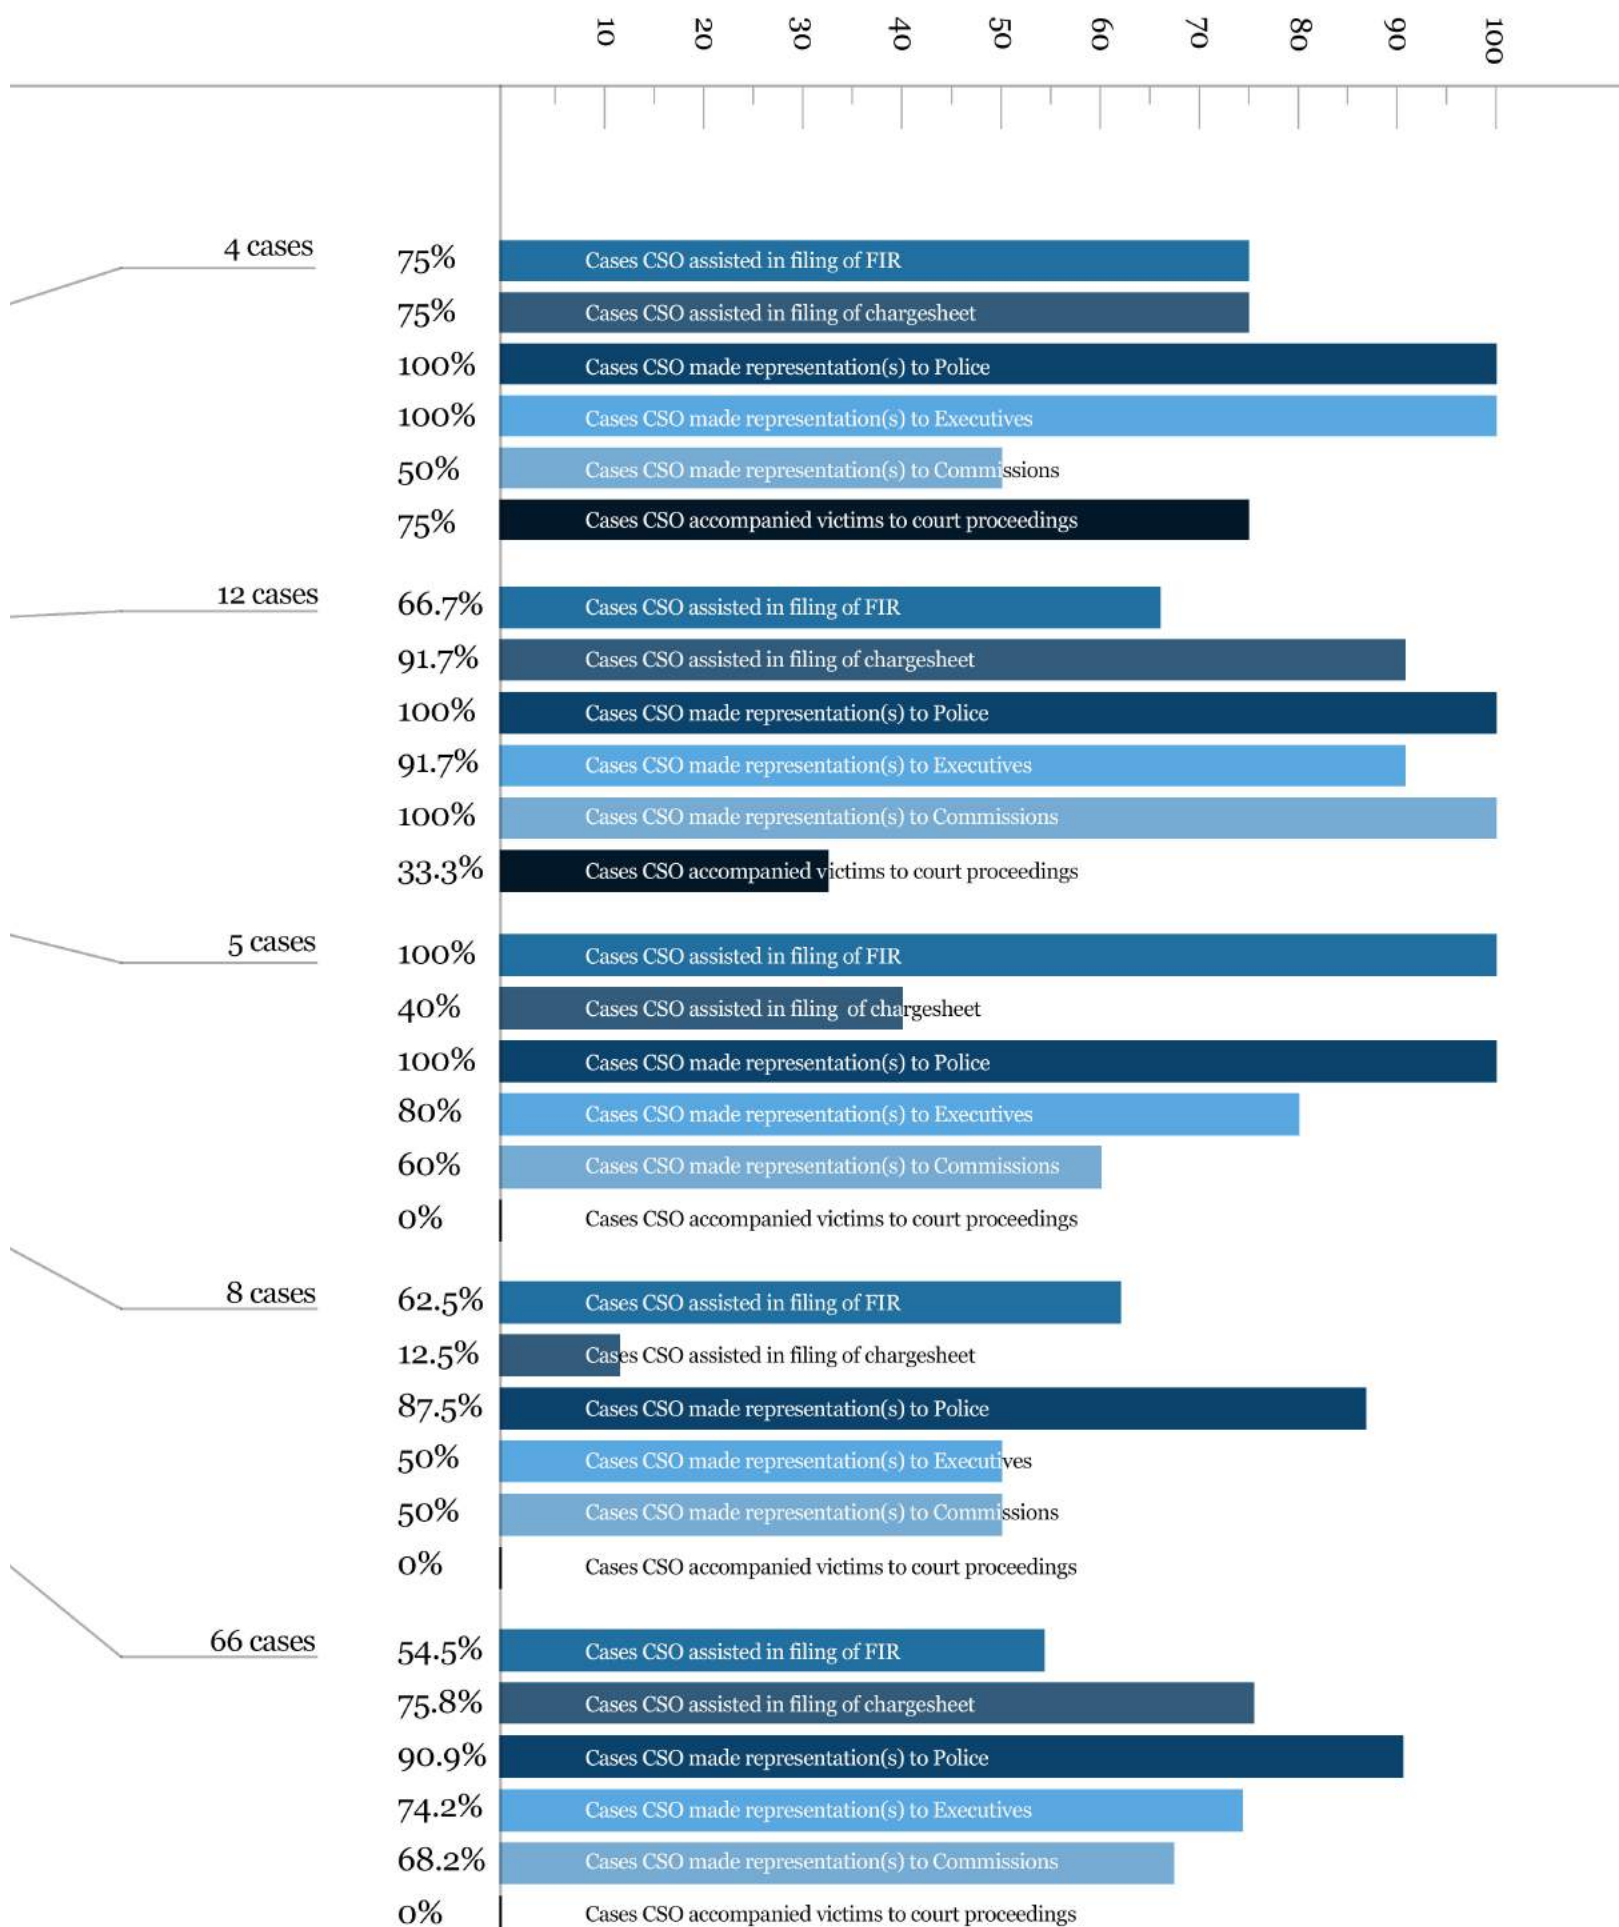 10 20 30 40 50 60 70 80 90 100
4 cases
75% Cases CSO assisted in filing of FIR
75% Cases CSO assisted in filing of chargesheet
100% Cases CSO made representation(s) to Police
100% Cases CSO made representation(s) to Executives
50% Cases CSO made representation(s) to Commissions
75% Cases CSO accompanied victims to court proceedings
12 cases
66.7% Cases CSO assisted in filing of FIR
91.7% Cases CSO assisted in filing of chargesheet
100% Cases CSO made representation(s) to Police
91.7% Cases CSO made representation(s) to Executives
100% Cases CSO made representation(s) to Commissions
33.3% Cases CSO accompanied victims to court proceedings
5 cases
100% Cases CSO assisted in filing of FIR
40% Cases CSO assisted in filing of chargesheet
100% Cases CSO made representation(s) to Police
80% Cases CSO made representation(s) to Executives
60% Cases CSO made representation(s) to Commissions
0% Cases CSO accompanied victims to court proceedings
8 cases
62.5% Cases CSO assisted in filing of FIR
12.5% Cases CSO assisted in filing of chargesheet
87.5% Cases CSO made representation(s) to Police
50% Cases CSO made representation(s) to Executives
50% Cases CSO made representation(s) to Commissions
0% Cases CSO accompanied victims to court proceedings
66 cases
54.5% Cases CSO assisted in filing of FIR
75.8% Cases CSO assisted in filing of chargesheet
90.9% Cases CSO made representation(s) to Police
74.2% Cases CSO made representation(s) to Executives
68.2% Cases CSO made representation(s) to Commissions
0% Cases CSO accompanied victims to court proceedings